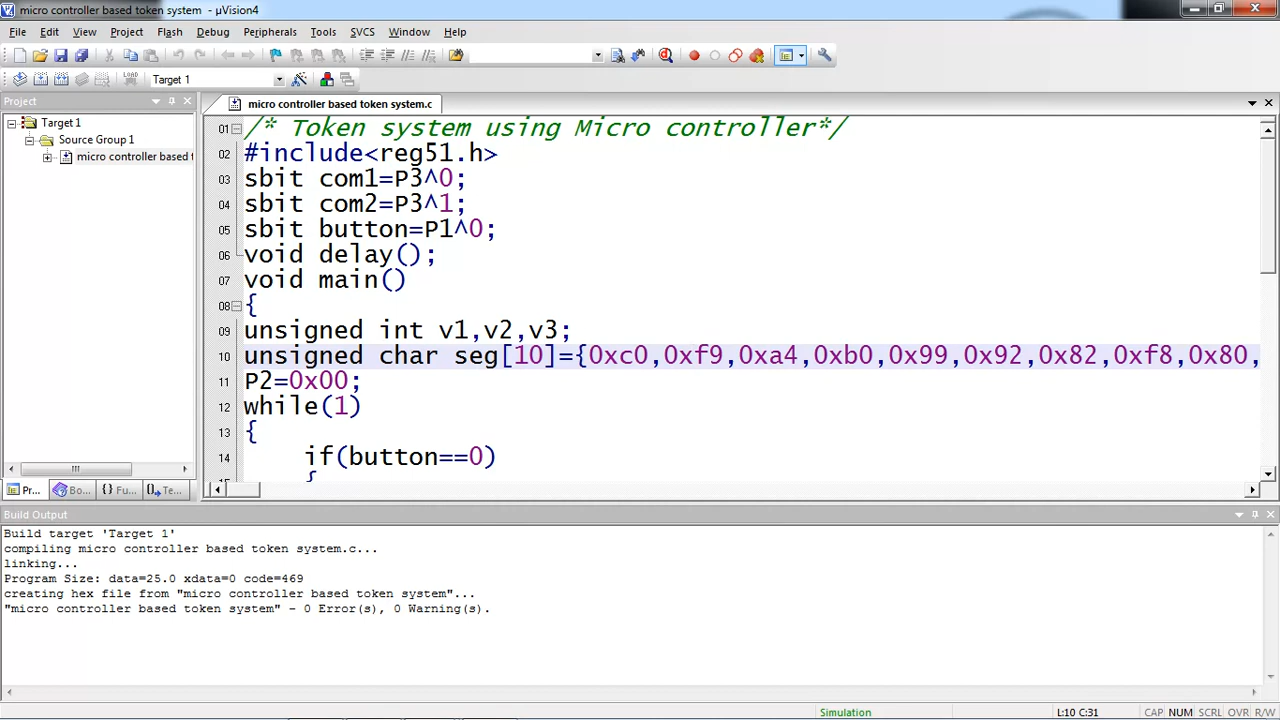 micro controller based token system - µVision4
File Edit View Project Flash Debug Peripherals Tools SVCS Window Help
LOAD Target 1
Project
micro controller based token system.c
Target 1
Source Group 1
micro controller based t
01 /* Token system using Micro controller*/
02 #include<reg51.h>
03 sbit com1=P3^0;
04 sbit com2=P3^1;
05 sbit button=P1^0;
06 void delay();
07 void main()
08 {
09 unsigned int v1,v2,v3;
10 unsigned char seg[10]={0xc0,0xf9,0xa4,0xb0,0x99,0x92,0x82,0xf8,0x80,
11 P2=0x00;
12 while(1)
13 {
14 if(button==0)
{
Pr... Bo... {} Fu... Te...
Build Output
Build target 'Target 1'
compiling micro controller based token system.c...
linking...
Program Size: data=25.0 xdata=0 code=469
creating hex file from "micro controller based token system"...
"micro controller based token system" - 0 Error(s), 0 Warning(s).
Simulation L:10 C:31 CAP NUM SCRL OVR R/W